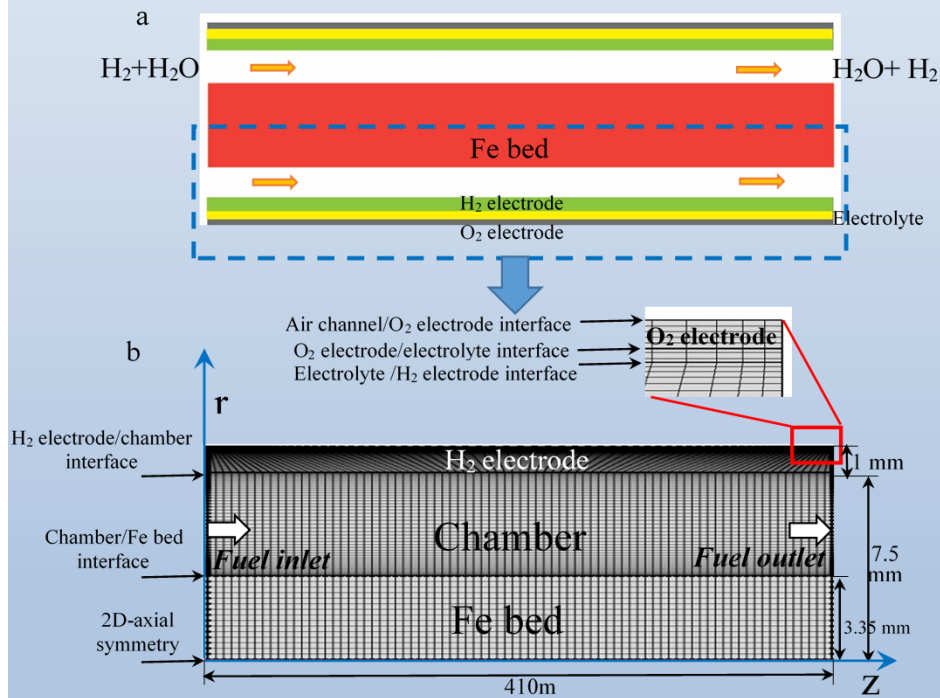 a
H₂+H₂O
H₂O+ H₂
Fe bed
H₂ electrode
Electrolyte
O₂ electrode
Air channel/O₂ electrode interface
O₂ electrode
O₂ electrode/electrolyte interface
Electrolyte /H₂ electrode interface
b
r
H₂ electrode/chamber
interface
H₂ electrode
1 mm
Chamber
Fuel inlet
Fuel outlet
7.5
mm
Chamber/Fe bed
interface
Fe bed
3.35 mm
2D-axial
symmetry
410m
z